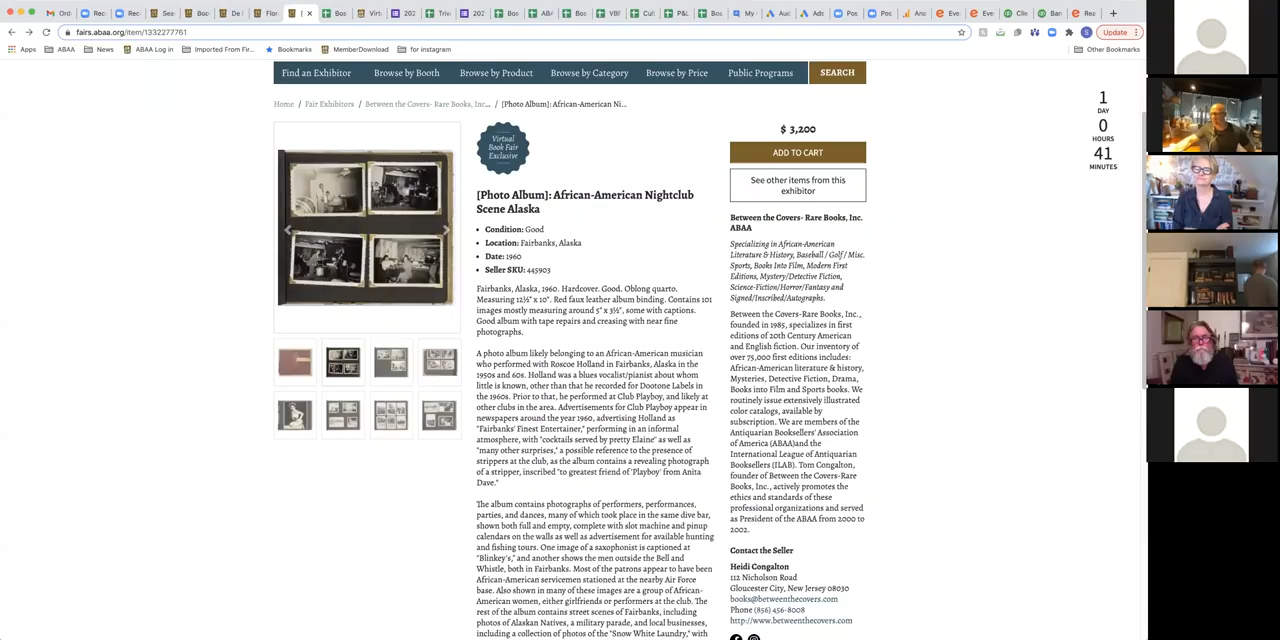 fairs.abaa.org/item/1332277761
Update
Apps
ABAA
News
ABAA Log in
Imported From Fir...
Bookmarks
MemberDownload
for instagram
Other Bookmarks
Find an Exhibitor
Browse by Booth
Browse by Product
Browse by Category
Browse by Price
Public Programs
SEARCH
Home / Fair Exhibitors / Between the Covers- Rare Books, Inc... / [Photo Album]: African-American Ni...
Virtual
Book Fair
Exclusive
[Photo Album]: African-American Nightclub
Scene Alaska
Condition: Good
Location: Fairbanks, Alaska
Date: 1960
Seller SKU: 445903
Fairbanks, Alaska, 1960. Hardcover. Good. Oblong quarto.
Measuring 12½" x 10". Red faux leather album binding. Contains 101
images mostly measuring around 5" x 3½", some with captions.
Good album with tape repairs and creasing with near fine
photographs.
A photo album likely belonging to an African-American musician
who performed with Roscoe Holland in Fairbanks, Alaska in the
1950s and 60s. Holland was a blues vocalist/pianist about whom
little is known, other than that he recorded for Dootone Labels in
the 1960s. Prior to that, he performed at Club Playboy, and likely at
other clubs in the area. Advertisements for Club Playboy appear in
newspapers around the year 1960, advertising Holland as
"Fairbanks' Finest Entertainer," performing in an informal
atmosphere, with "cocktails served by pretty Elaine" as well as
"many other surprises," a possible reference to the presence of
strippers at the club, as the album contains a revealing photograph
of a stripper, inscribed "to greatest friend of 'Playboy' from Anita
Dave."
The album contains photographs of performers, performances,
parties, and dances, many of which took place in the same dive bar,
shown both full and empty, complete with slot machine and pinup
calendars on the walls as well as advertisement for available hunting
and fishing tours. One image of a saxophonist is captioned at
"Blinkey's," and another shows the men outside the Bell and
Whistle, both in Fairbanks. Most of the patrons appear to have been
African-American servicemen stationed at the nearby Air Force
base. Also shown in many of these images are a group of African-
American women, either girlfriends or performers at the club. The
rest of the album contains street scenes of Fairbanks, including
photos of Alaskan Natives, a military parade, and local businesses,
including a collection of photos of the "Snow White Laundry," with
$ 3,200
ADD TO CART
See other items from this
exhibitor
Between the Covers- Rare Books, Inc.
ABAA
Specializing in African-American
Literature & History, Baseball / Golf / Misc.
Sports, Books Into Film, Modern First
Editions, Mystery/Detective Fiction,
Science-Fiction/Horror/Fantasy and
Signed/Inscribed/Autographs.
Between the Covers-Rare Books, Inc.,
founded in 1985, specializes in first
editions of 20th Century American
and English fiction. Our inventory of
over 75,000 first editions includes:
African-American literature & history,
Mysteries, Detective Fiction, Drama,
Books into Film and Sports books. We
routinely issue extensively illustrated
color catalogs, available by
subscription. We are members of the
Antiquarian Booksellers' Association
of America (ABAA)and the
International League of Antiquarian
Booksellers (ILAB). Tom Congalton,
founder of Between the Covers-Rare
Books, Inc., actively promotes the
ethics and standards of these
professional organizations and served
as President of the ABAA from 2000 to
2002.
Contact the Seller
Heidi Congalton
112 Nicholson Road
Gloucester City, New Jersey 08030
books@betweenthecovers.com
Phone (856) 456-8008
http://www.betweenthecovers.com
1
DAY
0
HOURS
41
MINUTES